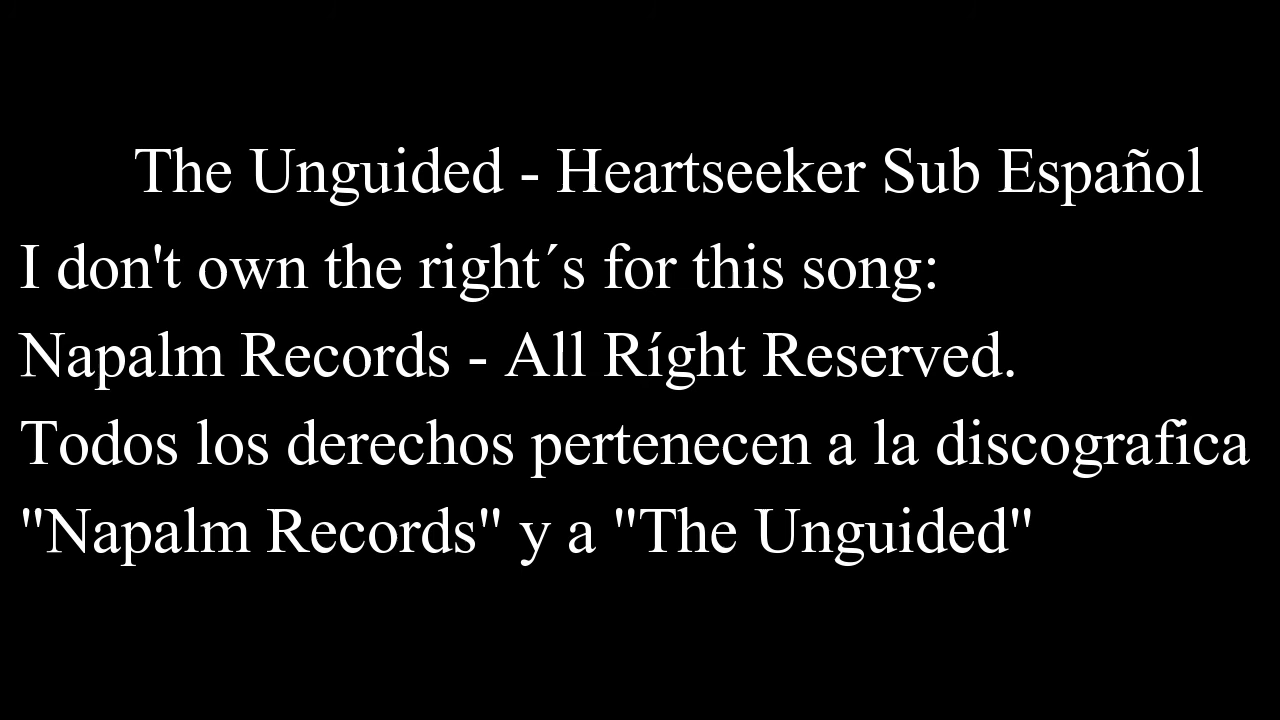 The Unguided - Heartseeker Sub Español
I don't own the right´s for this song:
Napalm Records - All Ríght Reserved.
Todos los derechos pertenecen a la discografica
"Napalm Records" y a "The Unguided"